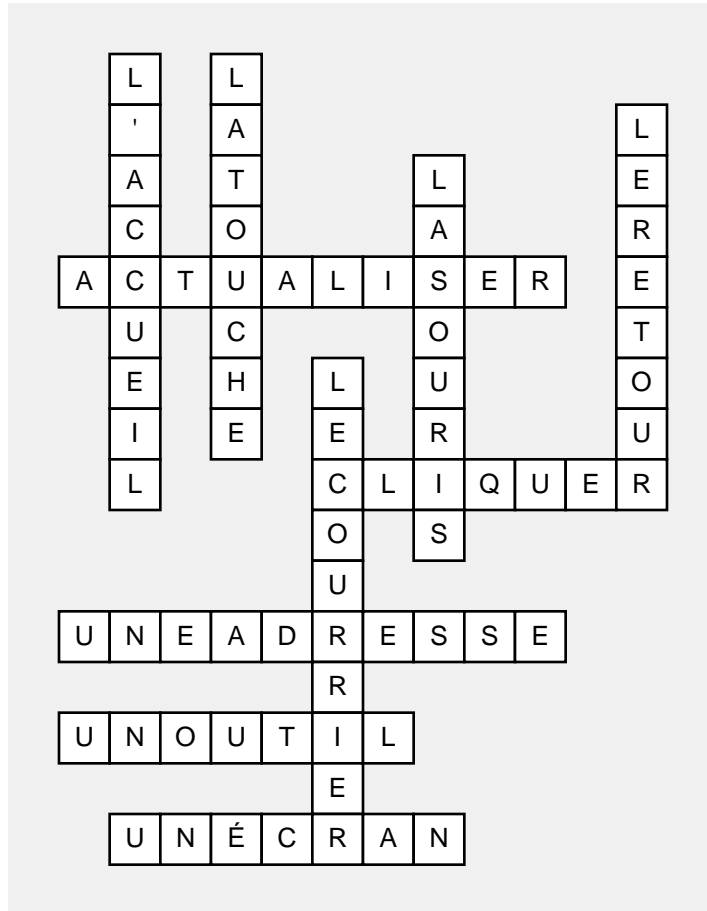 L'ACCUEIL
LATOUCHE
LERETOUR
LASOURIS
ACTUALISER
LECOURRIER
CLIQUER
UNEADRESSE
UNOUTIL
UNÉCRAN